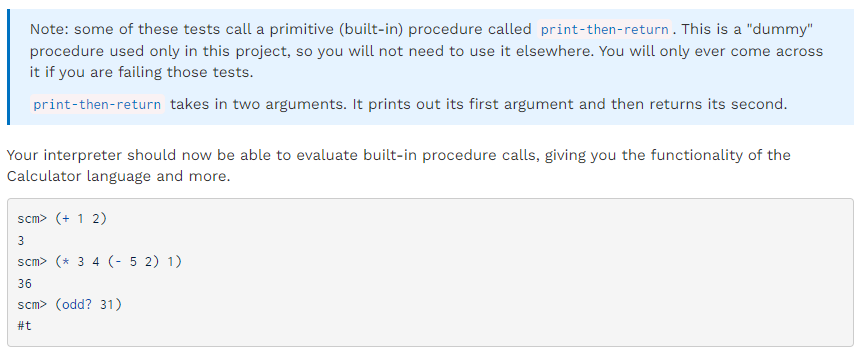 Note: some of these tests call a primitive (built-in) procedure called print-then-return. This is a "dummy"
procedure used only in this project, so you will not need to use it elsewhere. You will only ever come across
it if you are failing those tests.
print-then-return takes in two arguments. It prints out its first argument and then returns its second.
Your interpreter should now be able to evaluate built-in procedure calls, giving you the functionality of the
Calculator language and more.
scm> (+ 1 2)
3
scm> (* 3 4 (- 5 2) 1)
36
scm> (odd? 31)
#t